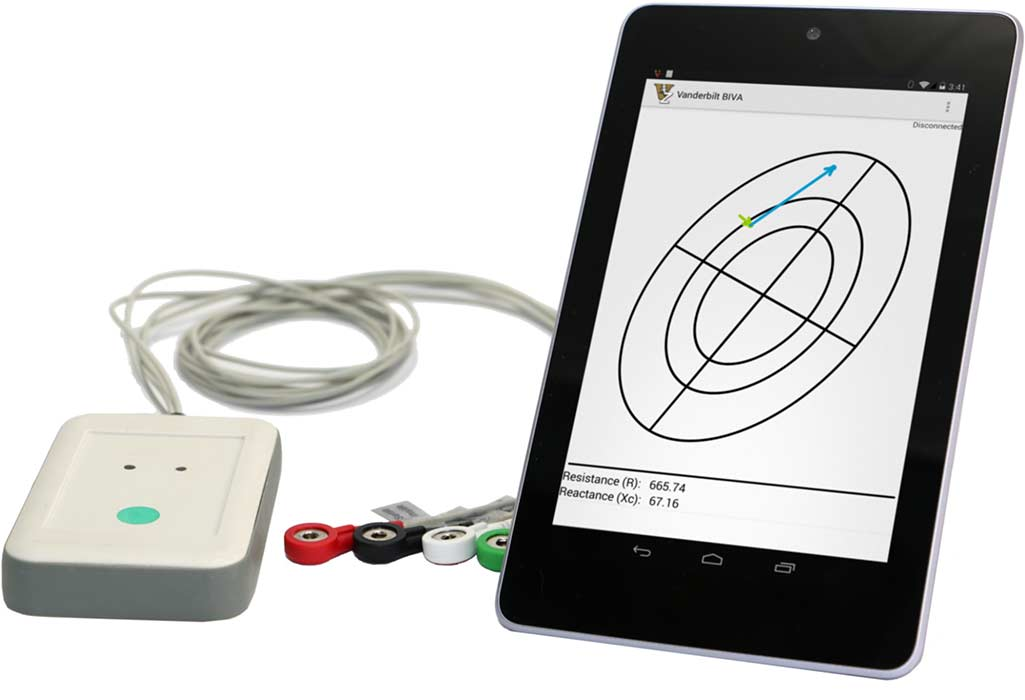 3:41
Vanderbilt BIVA
Disconnected
Resistance (R): 665.74
Reactance (Xc): 67.16